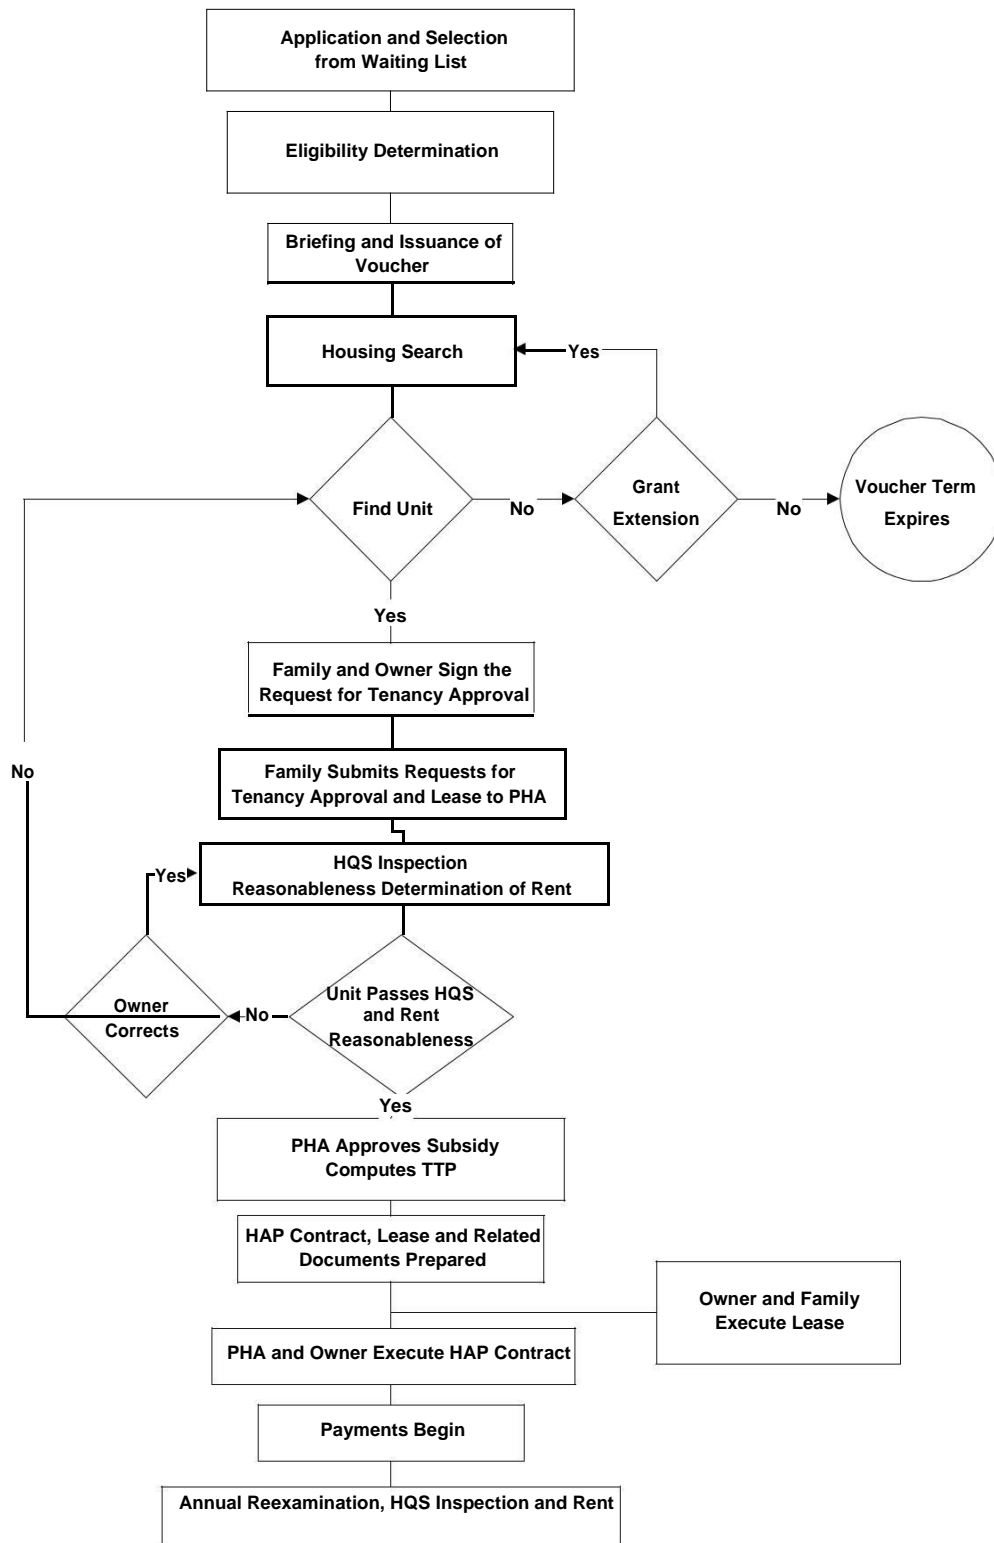 Application and Selection
from Waiting List
Eligibility Determination
Briefing and Issuance of
Voucher
Housing Search
Yes
Find Unit
No
Grant
Extension
No
Voucher Term
Expires
Yes
Family and Owner Sign the
Request for Tenancy Approval
Family Submits Requests for
Tenancy Approval and Lease to PHA
No
HQS Inspection
Reasonableness Determination of Rent
Yes
Owner
Corrects
No
Unit Passes HQS
and Rent
Reasonableness
Yes
PHA Approves Subsidy
Computes TTP
HAP Contract, Lease and Related
Documents Prepared
Owner and Family
Execute Lease
PHA and Owner Execute HAP Contract
Payments Begin
Annual Reexamination, HQS Inspection and Rent